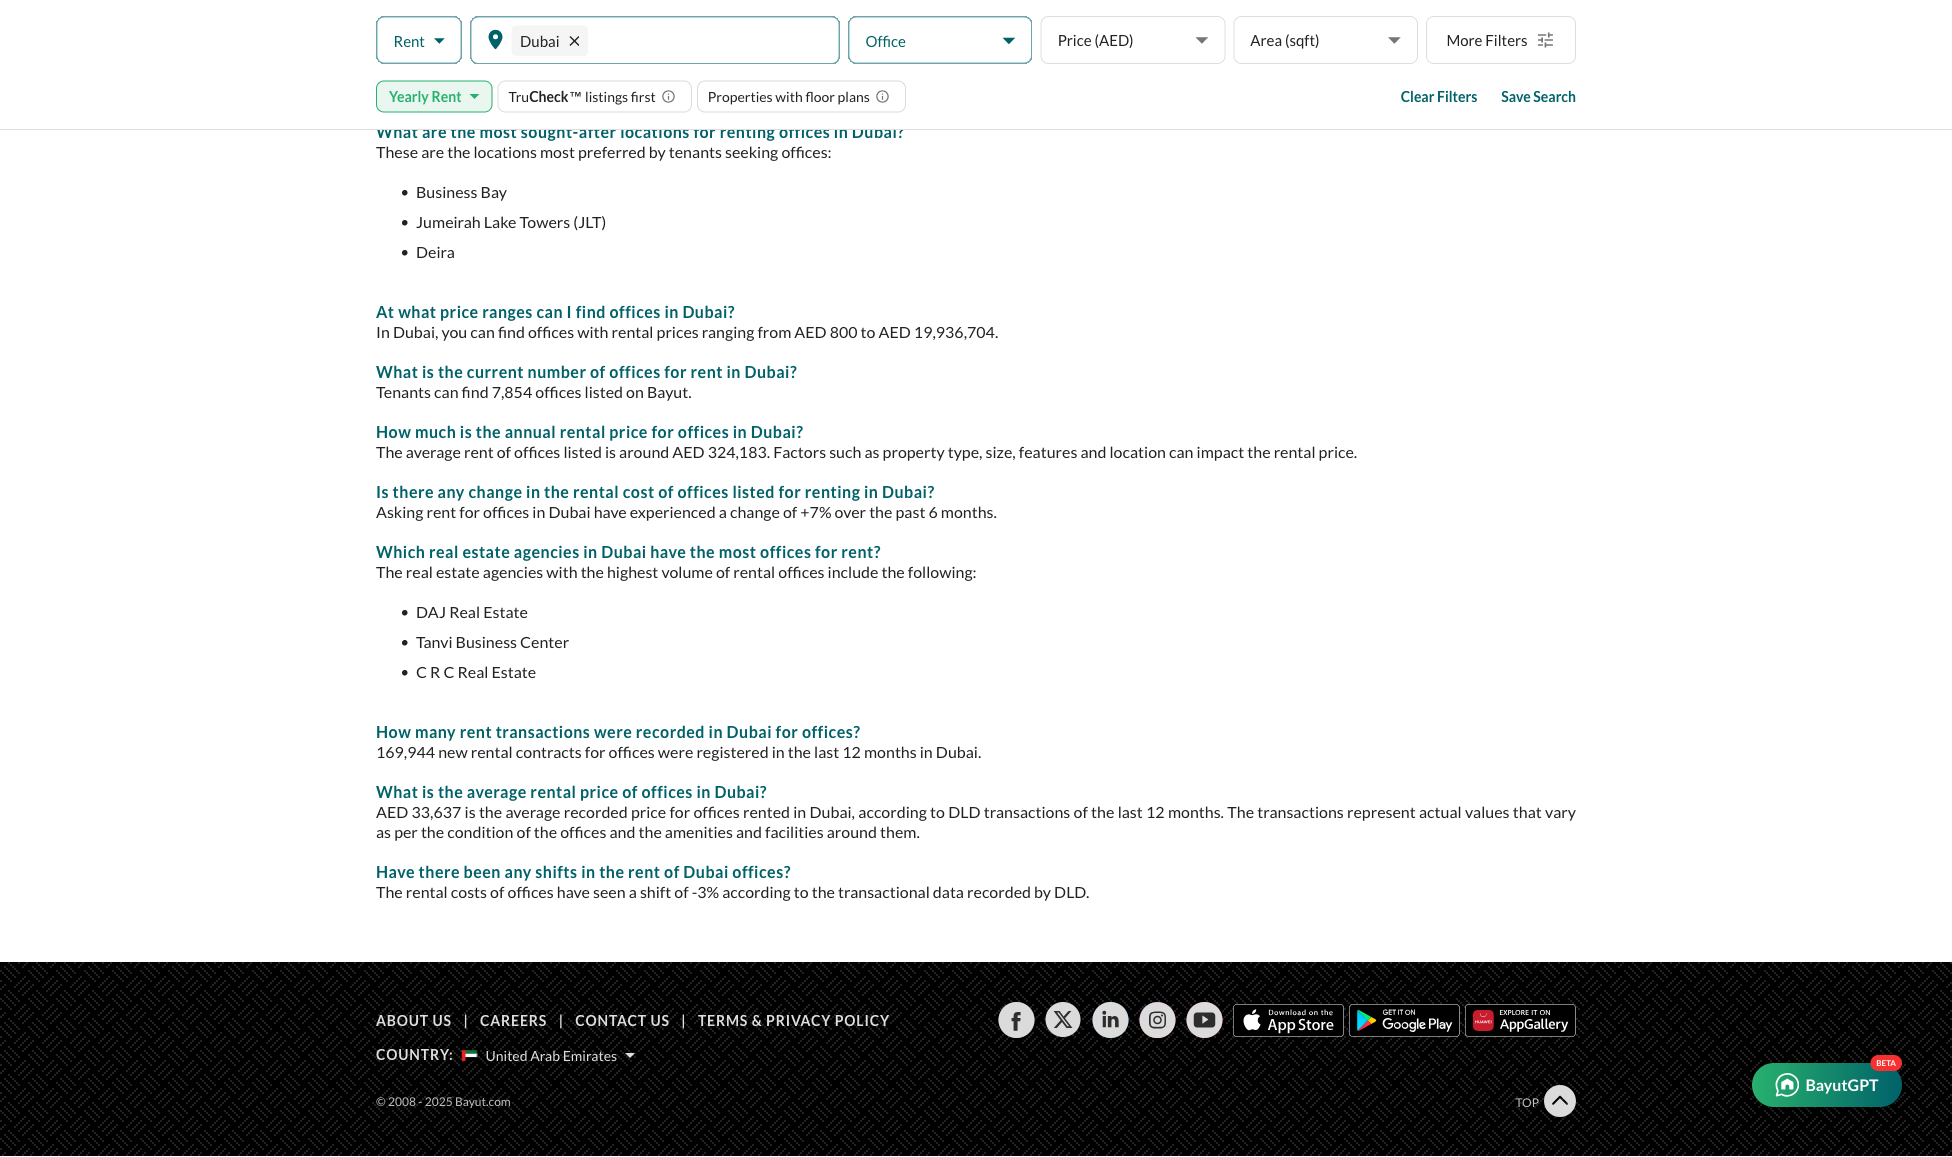 Rent
Dubai
Office
Price (AED)
Area (sqft)
More Filters
Yearly Rent
TruCheck™ listings first
Properties with floor plans
Clear Filters
Save Search
What are the most sought-after locations for renting offices in Dubai?
These are the locations most preferred by tenants seeking offices:
• Business Bay
• Jumeirah Lake Towers (JLT)
• Deira
At what price ranges can I find offices in Dubai?
In Dubai, you can find offices with rental prices ranging from AED 800 to AED 19,936,704.
What is the current number of offices for rent in Dubai?
Tenants can find 7,854 offices listed on Bayut.
How much is the annual rental price for offices in Dubai?
The average rent of offices listed is around AED 324,183. Factors such as property type, size, features and location can impact the rental price.
Is there any change in the rental cost of offices listed for renting in Dubai?
Asking rent for offices in Dubai have experienced a change of +7% over the past 6 months.
Which real estate agencies in Dubai have the most offices for rent?
The real estate agencies with the highest volume of rental offices include the following:
• DAJ Real Estate
• Tanvi Business Center
• C R C Real Estate
How many rent transactions were recorded in Dubai for offices?
169,944 new rental contracts for offices were registered in the last 12 months in Dubai.
What is the average rental price of offices in Dubai?
AED 33,637 is the average recorded price for offices rented in Dubai, according to DLD transactions of the last 12 months. The transactions represent actual values that vary
as per the condition of the offices and the amenities and facilities around them.
Have there been any shifts in the rent of Dubai offices?
The rental costs of offices have seen a shift of -3% according to the transactional data recorded by DLD.
ABOUT US | CAREERS | CONTACT US | TERMS & PRIVACY POLICY
Download on the
App Store
GET IT ON
Google Play
HUAWEI
EXPLORE IT ON
AppGallery
COUNTRY: United Arab Emirates
BETA
BayutGPT
© 2008 - 2025 Bayut.com
TOP